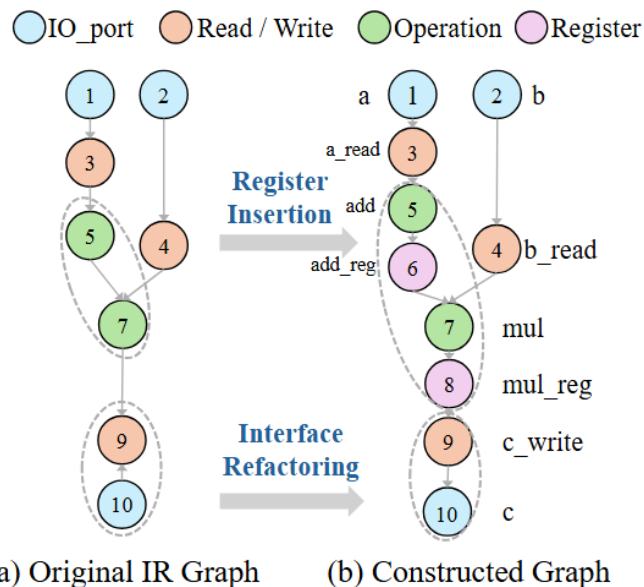 IO_port Read / Write Operation Register
1 2
3
5
4
7
9
10
Register
Insertion
Interface
Refactoring
a 1 2 b
a_read 3
add 5
add_reg 6
4 b_read
7 mul
8 mul_reg
9 c_write
10 c
a) Original IR Graph
(b) Constructed Graph